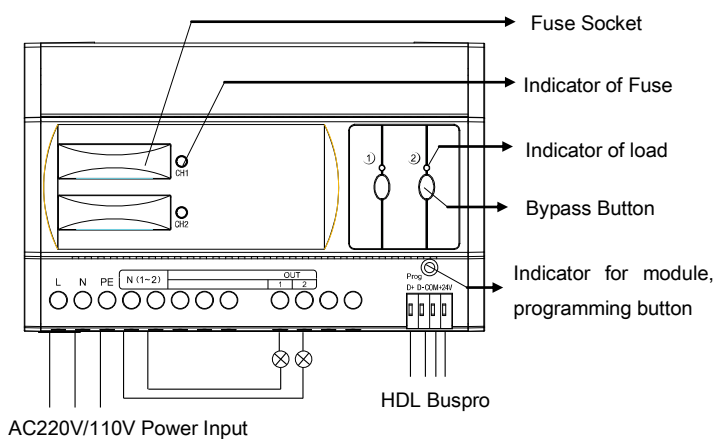 Fuse Socket
Indicator of Fuse
CH1
① ②
Indicator of load
Bypass Button
CH2
Indicator for module,
programming button
L N PE N (1~2) OUT
1 2
Prog
D+ D-COM+24V
HDL Buspro
AC220V/110V Power Input